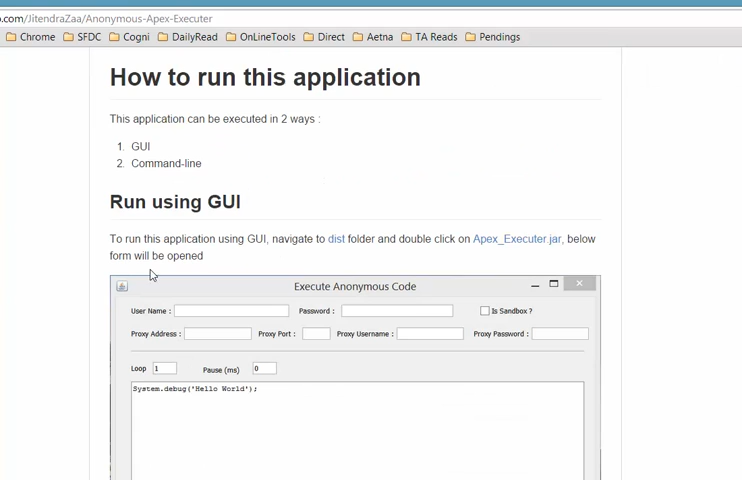 o.com/JitendraZaa/Anonymous-Apex-Executer
Chrome SFDC Cogni DailyRead OnLineTools Direct Aetna TA Reads Pendings
How to run this application
This application can be executed in 2 ways :
1. GUI
2. Command-line
Run using GUI
To run this application using GUI, navigate to dist folder and double click on Apex_Executer.jar, below
form will be opened
Execute Anonymous Code
User Name : Password : Is Sandbox ?
Proxy Address : Proxy Port : Proxy Username : Proxy Password :
Loop 1 Pause (ms) 0
System.debug('Hello World');